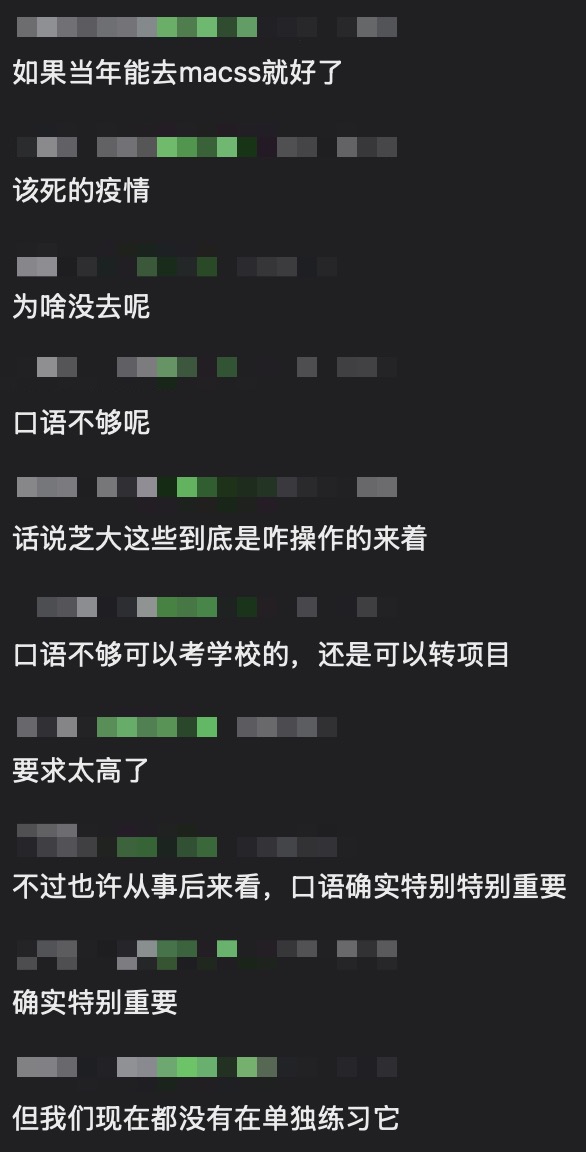 如果当年能去macss就好了
该死的疫情
为啥没去呢
口语不够呢
话说芝大这些到底是咋操作的来着
口语不够可以考学校的，还是可以转项目
要求太高了
不过也许从事后来看，口语确实特别特别重要
确实特别重要
但我们现在都没有在单独练习它